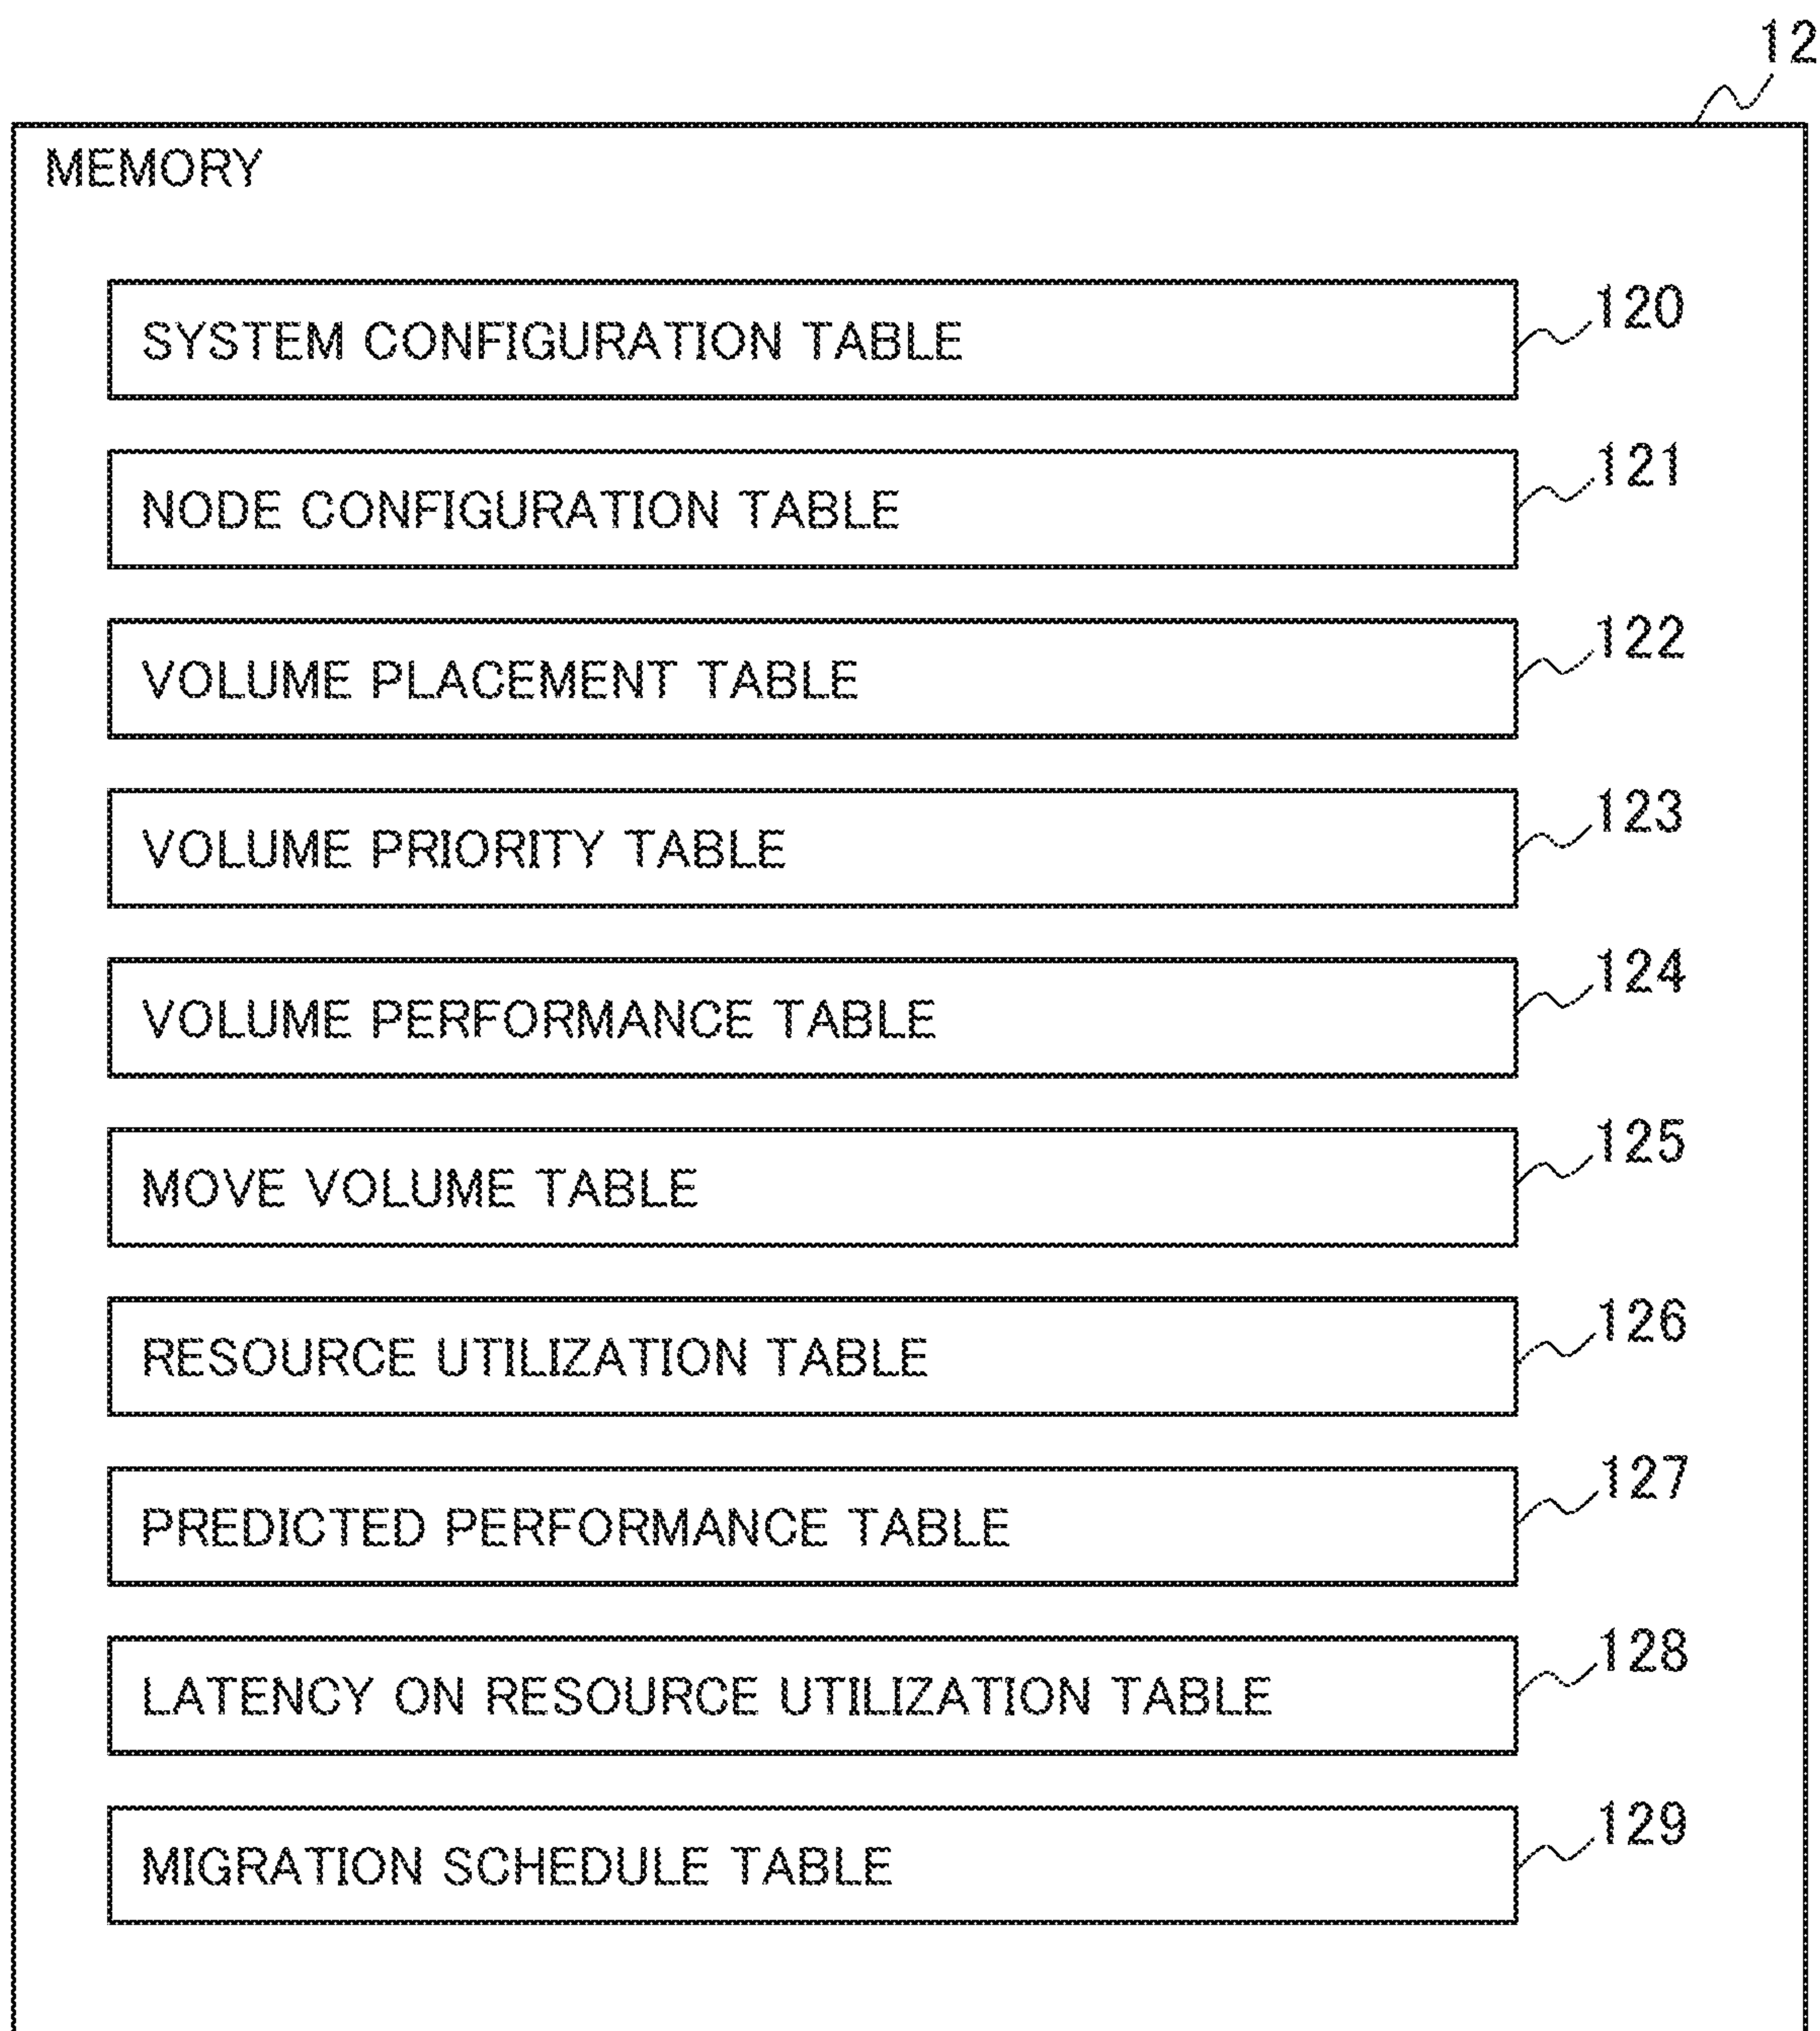 12
MEMORY
SYSTEM CONFIGURATION TABLE
120
NODE CONFIGURATION TABLE
121
VOLUME PLACEMENT TABLE
122
VOLUME PRIORITY TABLE
123
VOLUME PERFORMANCE TABLE
124
MOVE VOLUME TABLE
125
RESOURCE UTILIZATION TABLE
126
PREDICTED PERFORMANCE TABLE
127
LATENCY ON RESOURCE UTILIZATION TABLE
128
MIGRATION SCHEDULE TABLE
129